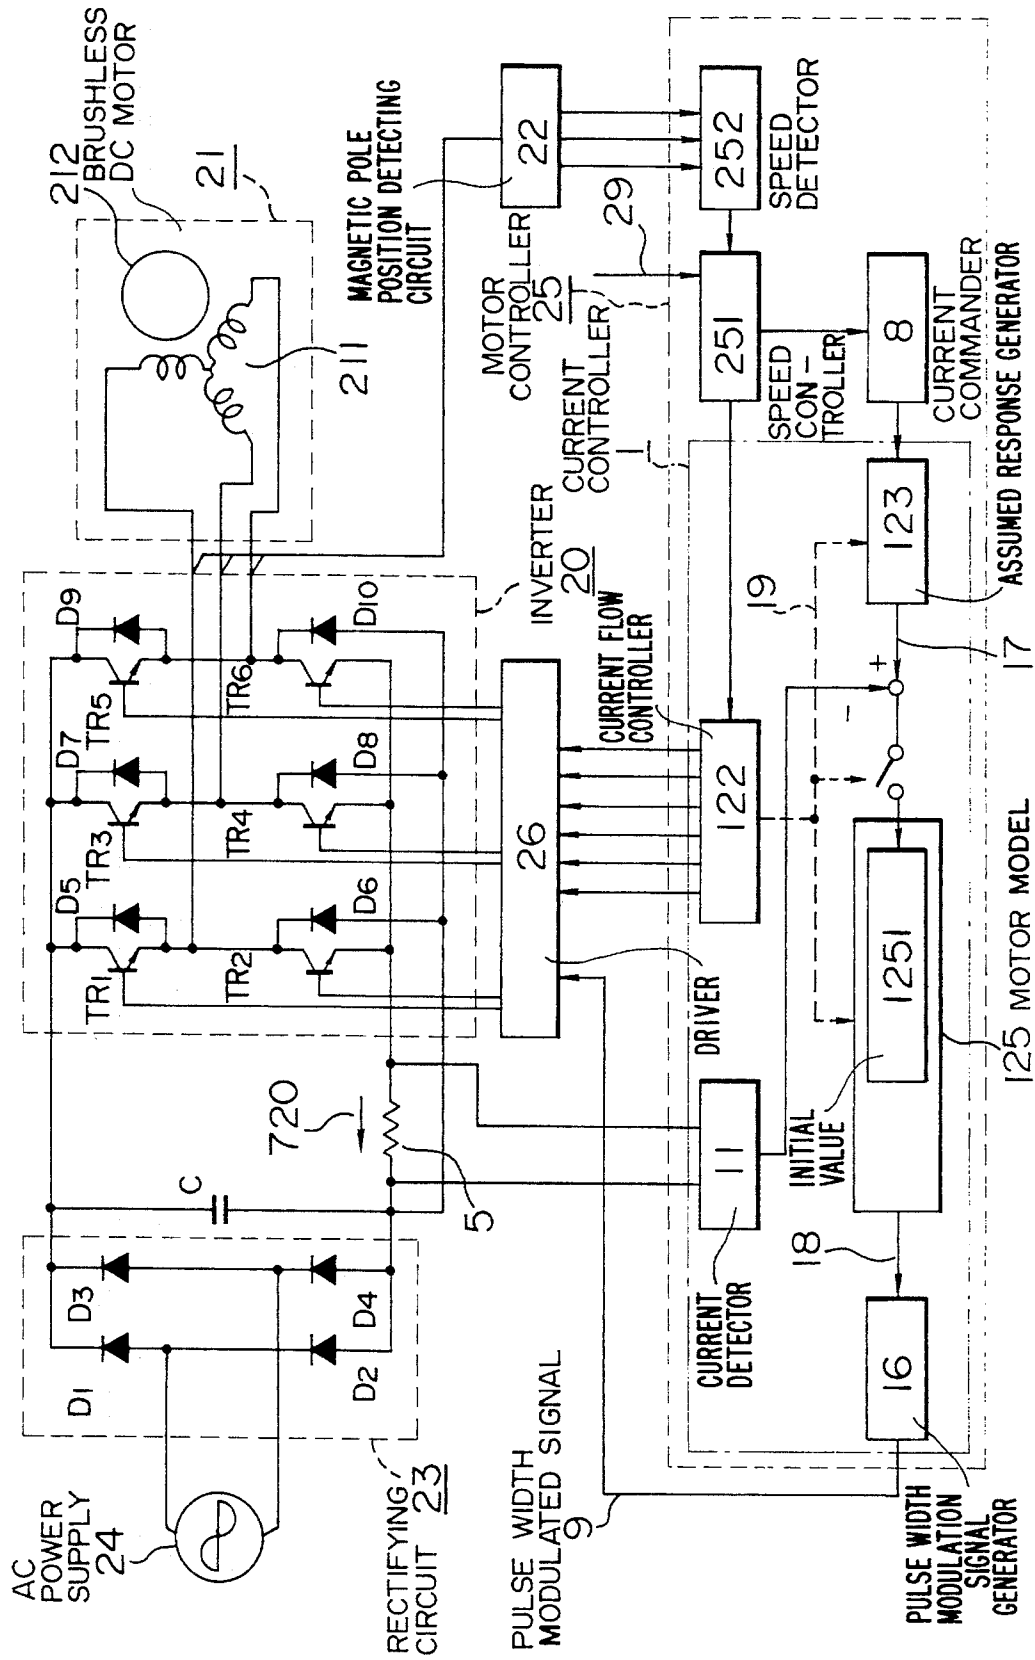 AC
POWER
SUPPLY
24
RECTIFYING
CIRCUIT 23
D1
D3
D2
D4
C
720
5
TR1
D5
TR3
D7
TR5
D9
TR2
D6
TR4
D8
TR6
D10
INVERTER
20
212
BRUSHLESS
DC MOTOR
21
211
MAGNETIC POLE
POSITION DETECTING
CIRCUIT
22
26
DRIVER
CURRENT FLOW
CONTROLLER
122
MOTOR
CONTROLLER
25
CURRENT
CONTROLLER
1
29
252
SPEED
DETECTOR
251
SPEED
CON-
TROLLER
8
CURRENT
COMMANDER
123
ASSUMED RESPONSE GENERATOR
19
17
+
-
1251
INITIAL
VALUE
125 MOTOR MODEL
11
CURRENT
DETECTOR
18
16
PULSE WIDTH
MODULATION
SIGNAL
GENERATOR
PULSE WIDTH
MODULATED SIGNAL
9